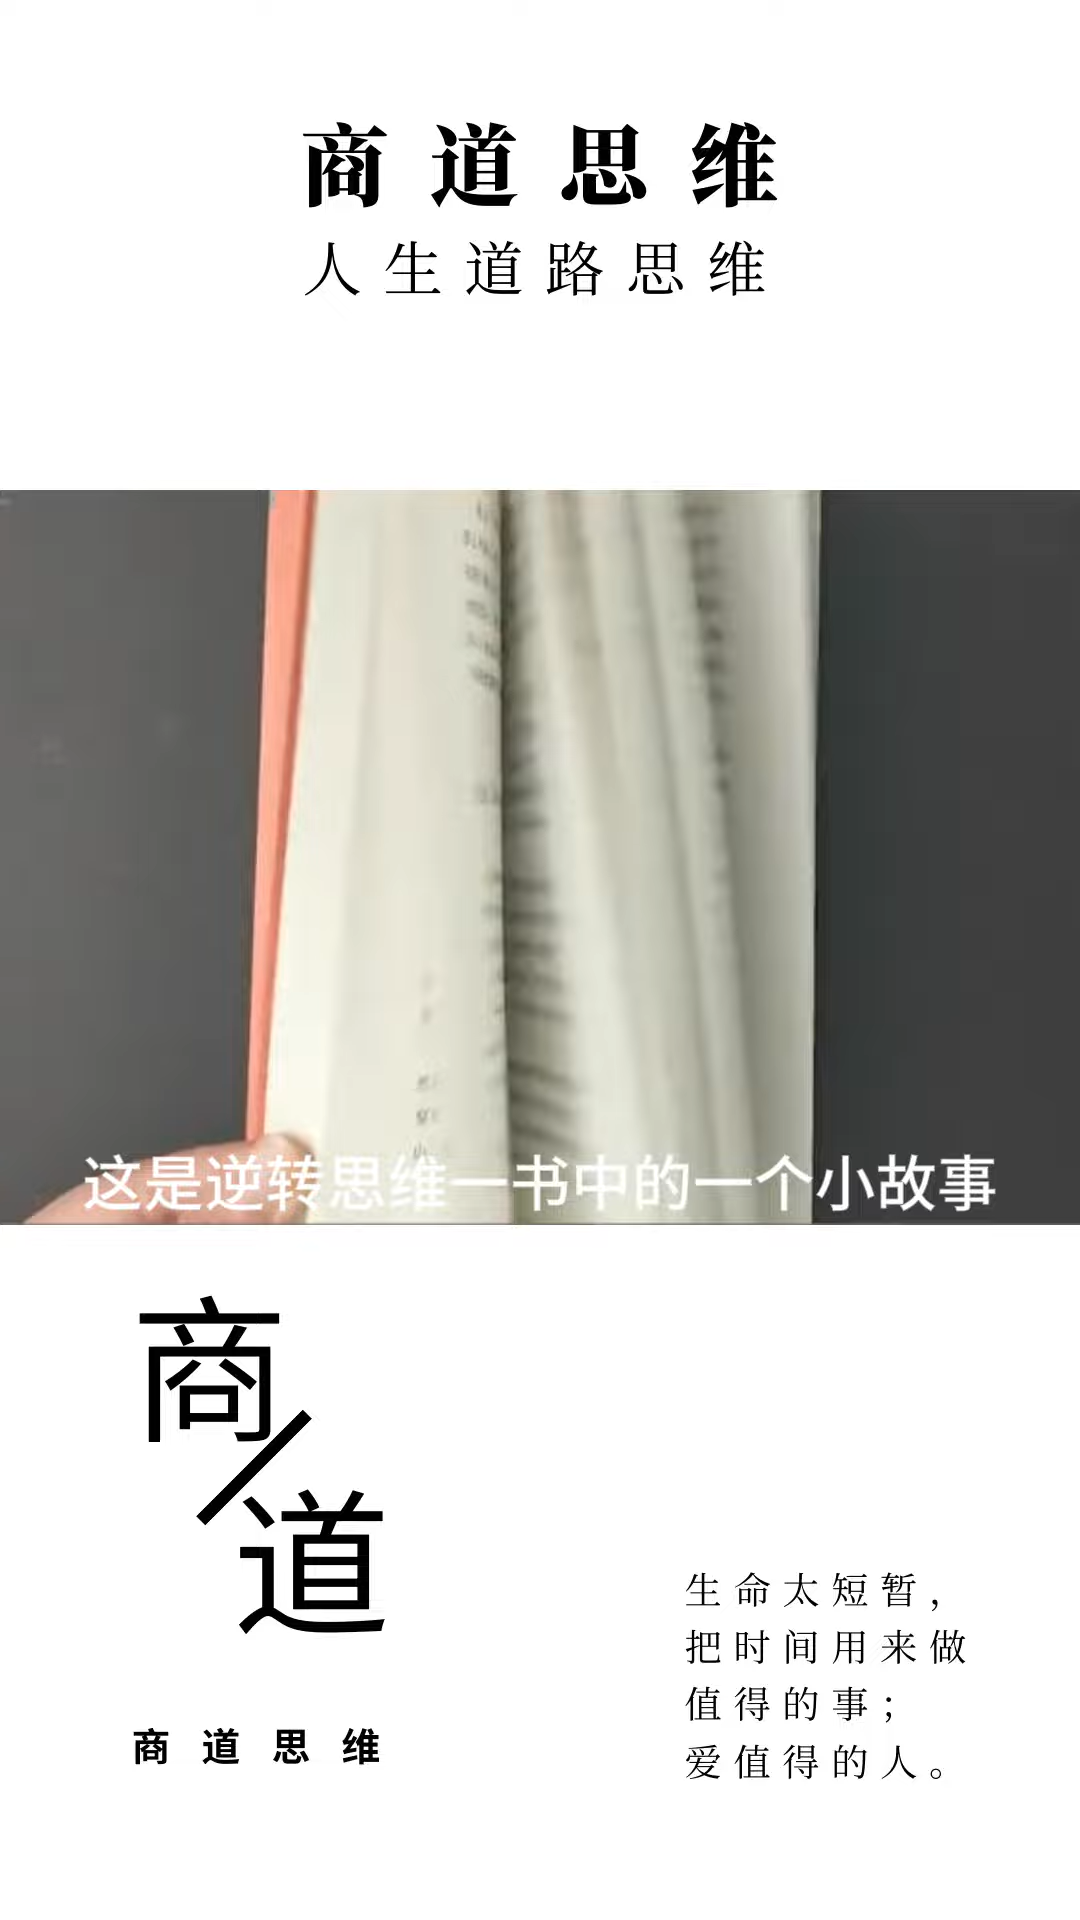 商道思维
人生道路思维
这是逆转思维一书中的一个小故事
商
道
商道思维
生命太短暂，
把时间用来做
值得的事；
爱值得的人。